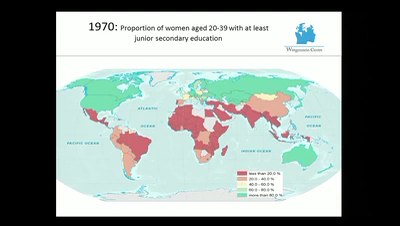 1970: Proportion of women aged 20-39 with at least
junior secondary education
Wittgenstein Centre
ATLANTIC
OCEAN
PACIFIC
OCEAN
PACIFIC OCEAN
INDIAN OCEAN
less than 20.0 %
20.0 - 40.0 %
40.0 - 60.0 %
60.0 - 80.0 %
more than 80.0 %